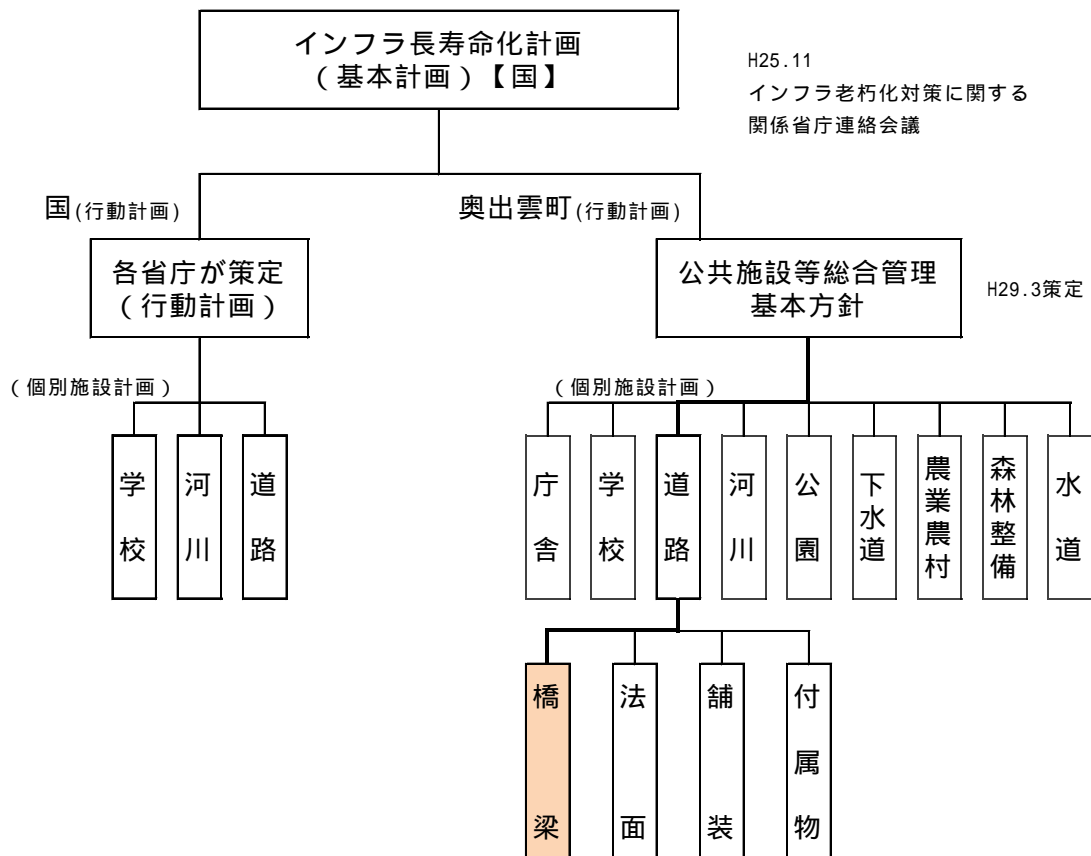 インフラ長寿命化計画
（基本計画）【国】
H25.11
インフラ老朽化対策に関する
関係省庁連絡会議
国(行動計画)
奥出雲町(行動計画)
各省庁が策定
（行動計画）
公共施設等総合管理
基本方針
H29.3策定
（個別施設計画）
（個別施設計画）
学校
河川
道路
庁舎
学校
道路
河川
公園
下水道
農業農村
森林整備
水道
橋梁
法面
舗装
付属物